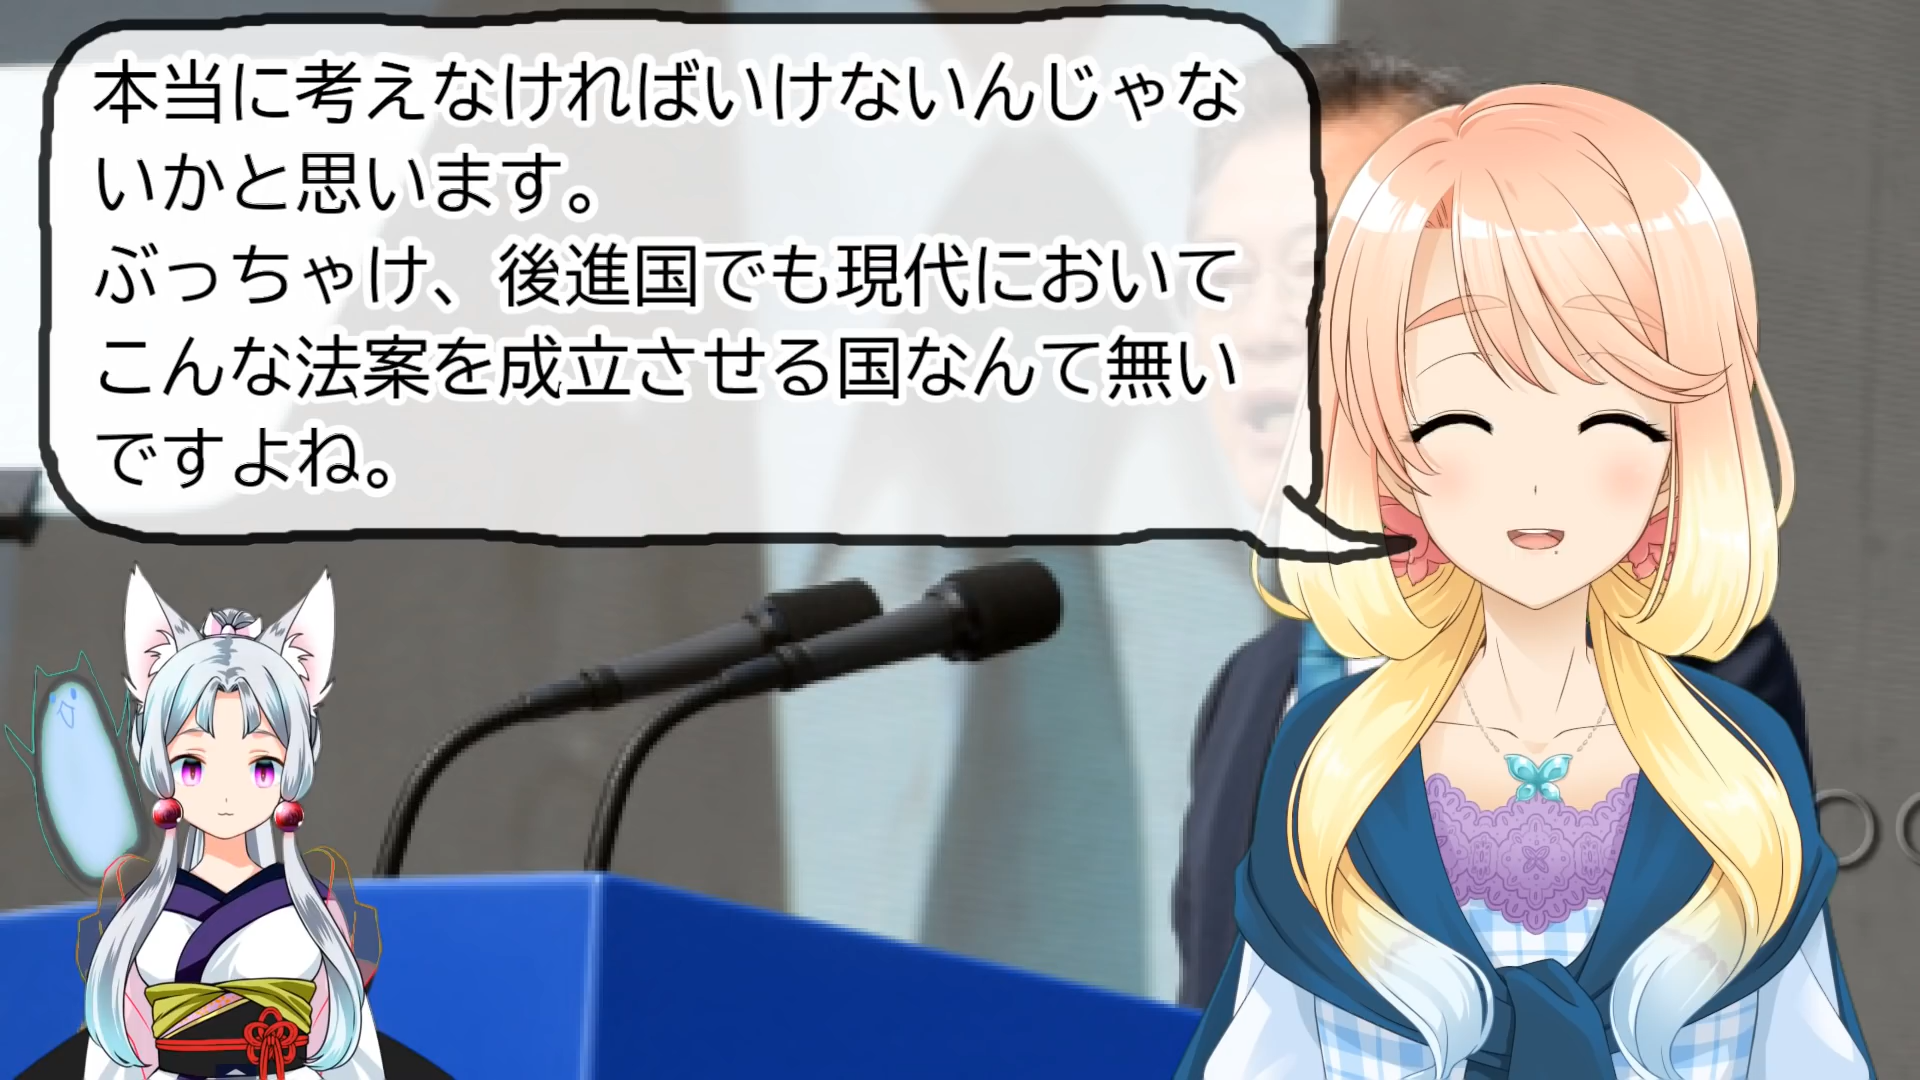 本当に考えなければいけないんじゃな
いかと思います。
ぶっちゃけ、後進国でも現代において
こんな法案を成立させる国なんて無い
ですよね。